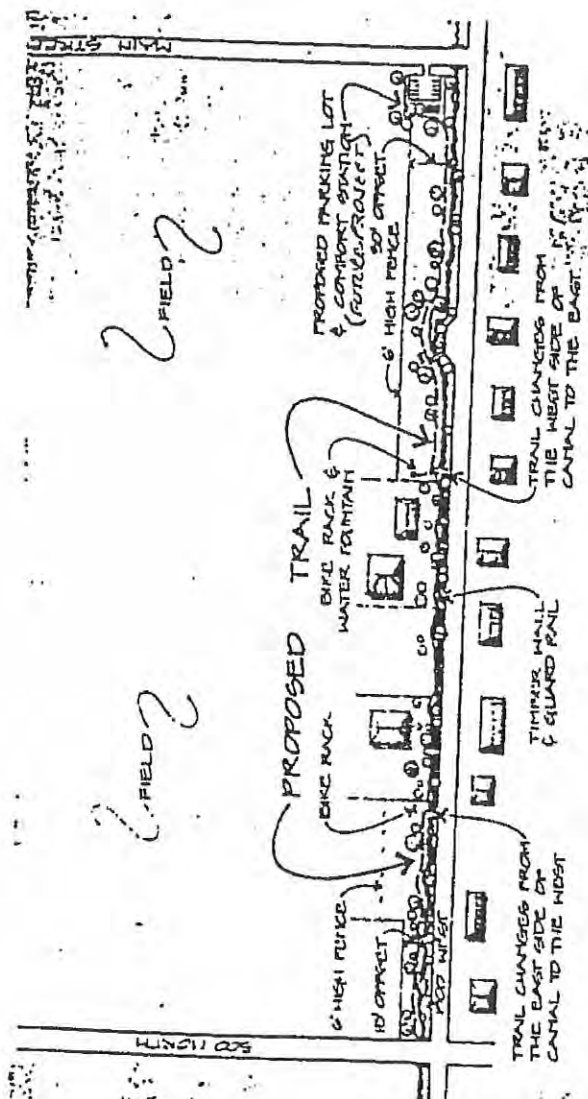 MAIN STREET
FIELD
PROPOSED PARKING LOT
& COMFORT STATION
(FUTURE PROJECT)
50' OFFSET
6' HIGH FENCE
TRAIL
BIKE RACK &
WATER FOUNTAIN
FIELD
PROPOSED
BIKE RACK
6' HIGH FENCE
10' OFFSET
500 NORTH
WEST
TRAIL CHANGES FROM
THE WEST SIDE OF
CANAL TO THE EAST
TIMBER WALL
& GUARD RAIL
TRAIL CHANGES FROM
THE EAST SIDE OF
CANAL TO THE WEST